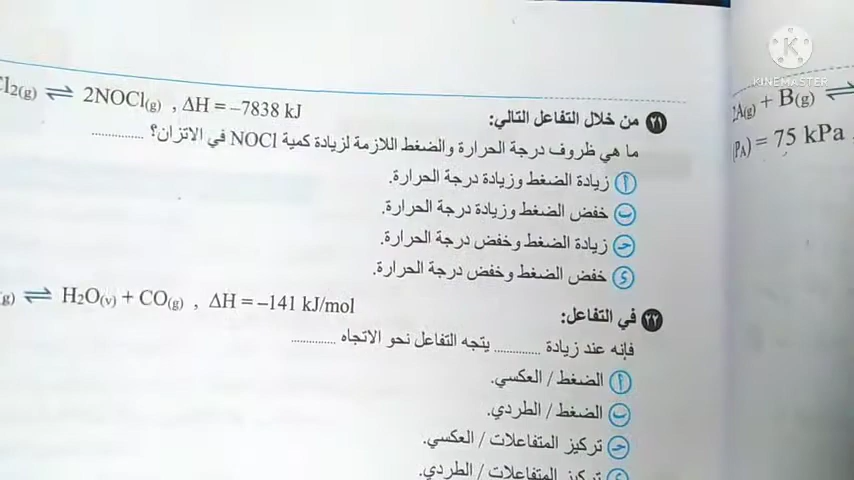 KINEMASTER
٢١ من خلال التفاعل التالي:
Cl2(g) ⇌ 2NOCl(g) , ΔH = –7838 kJ
ما هي ظروف درجة الحرارة والضغط اللازمة لزيادة كمية NOCl في الاتزان؟ ..............
أ زيادة الضغط وزيادة درجة الحرارة.
ب خفض الضغط وزيادة درجة الحرارة.
جـ زيادة الضغط وخفض درجة الحرارة.
د خفض الضغط وخفض درجة الحرارة.
٢٢ في التفاعل:
(g) ⇌ H2O(v) + CO(g) , ΔH = –141 kJ/mol
فإنه عند زيادة .............. يتجه التفاعل نحو الاتجاه ..............
أ الضغط / العكسي.
ب الضغط / الطردي.
جـ تركيز المتفاعلات / العكسي.
د تركيز المتفاعلات / الطردي.
2A(g) + B(g) ⇌
(PA) = 75 kPa